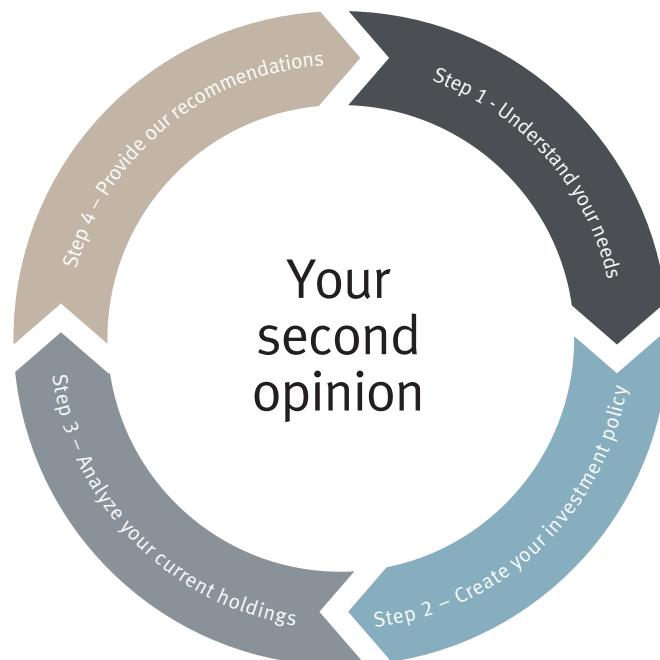 Your
second
opinion
Step 1 - Understand your needs
Step 2 – Create your investment policy
Step 3 – Analyze your current holdings
Step 4 – Provide our recommendations